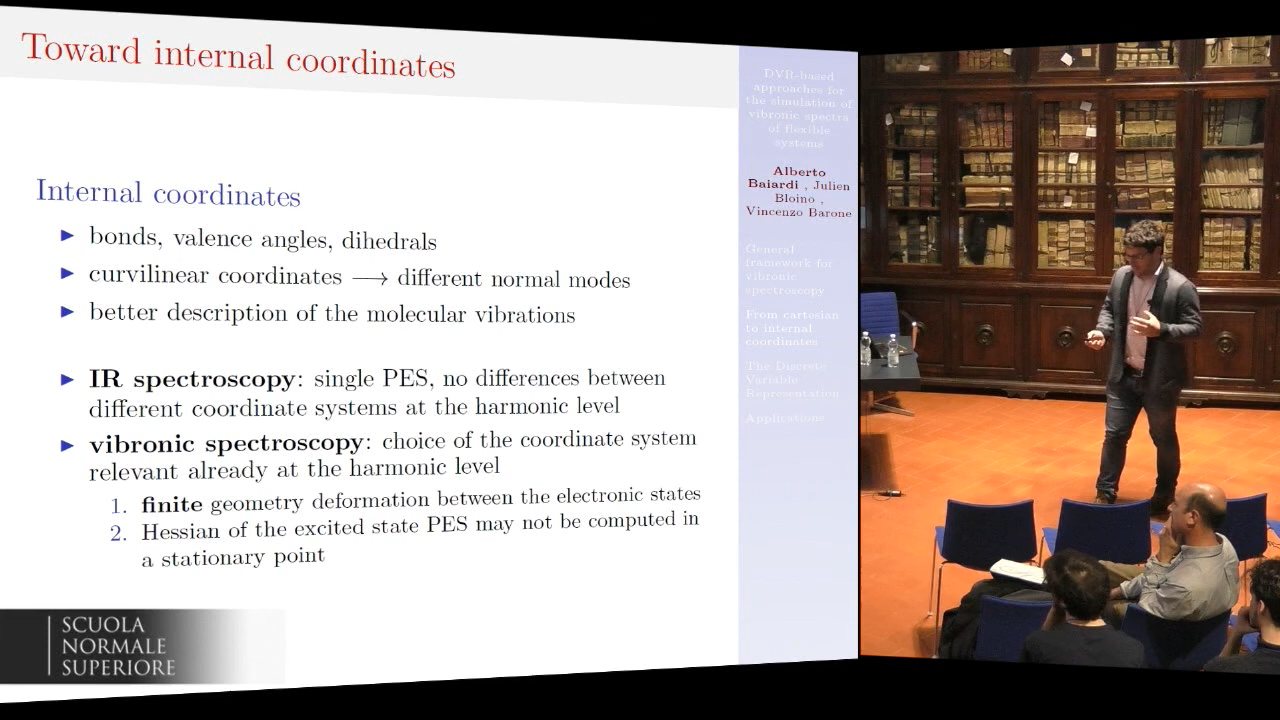 Toward internal coordinates
Internal coordinates
bonds, valence angles, dihedrals
curvilinear coordinates ⟶ different normal modes
better description of the molecular vibrations
IR spectroscopy: single PES, no differences between
different coordinate systems at the harmonic level
vibronic spectroscopy: choice of the coordinate system
relevant already at the harmonic level
1. finite geometry deformation between the electronic states
2. Hessian of the excited state PES may not be computed in
a stationary point
SCUOLA
NORMALE
SUPERIORE
DVR-based
approaches for
the simulation of
vibronic spectra
of flexible
systems
Alberto
Baiardi , Julien
Bloino ,
Vincenzo Barone
General
framework for
vibronic
spectroscopy
From cartesian
to internal
coordinates
The Discrete
Variable
Representation
Applications